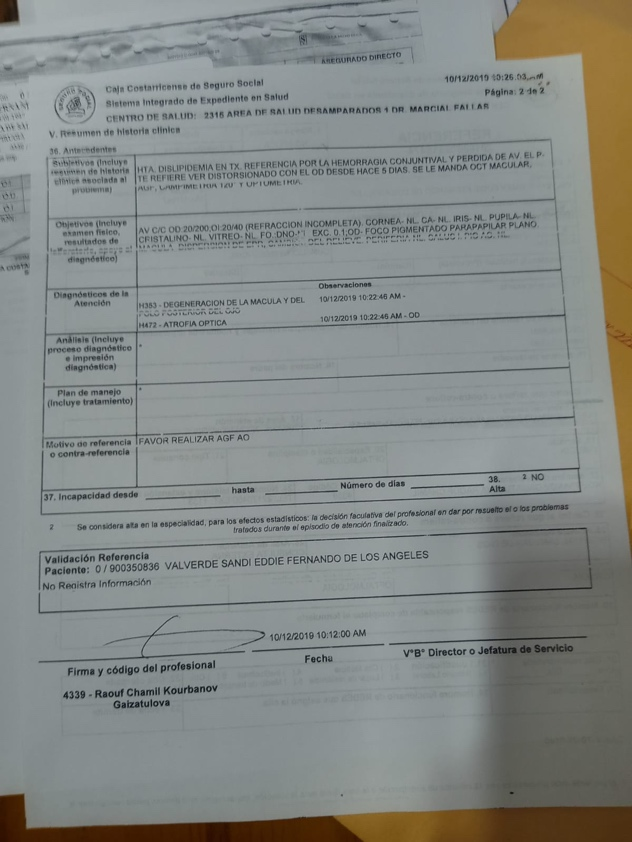 ASEGURADO DIRECTO
Caja Costarricense de Seguro Social
10/12/2019 10:26:03
Sistema Integrado de Expediente en Salud
Página: 2 de 2
CENTRO DE SALUD: 2315 AREA DE SALUD DESAMPARADOS 1 DR. MARCIAL FALLAS
V. Resumen de historia clínica
36. Antecedentes
Subjetivos (Incluye resumen de historia clínica asociada al problema)
HTA. DISLIPIDEMIA EN TX. REFERENCIA POR LA HEMORRAGIA CONJUNTIVAL Y PERDIDA DE AV. EL P-
TE REFIERE VER DISTORSIONADO CON EL OD DESDE HACE 5 DIAS. SE LE MANDA OCT MACULAR,
AGF, CAMPIMETRIA 120 Y OPTOMETRIA.
Objetivos (Incluye
examen físico,
resultados de
diagnóstico)
AV C/C OD:20/200,OI:20/40 (REFRACCION INCOMPLETA). CORNEA- NL. CA- NL. IRIS- NL. PUPILA- NL.
CRISTALINO- NL. VITREO- NL. FO: EXC. 0.1;OD- FOCO PIGMENTADO PARAPAPILAR PLANO.
Observaciones
Diagnósticos de la
Atención
H353 - DEGENERACION DE LA MACULA Y DEL
POLO POSTERIOR DEL OJO
10/12/2019 10:22:46 AM -
H472 - ATROFIA OPTICA
10/12/2019 10:22:46 AM - OD
Análisis (Incluye
proceso diagnóstico
e impresión
diagnóstica)
*
Plan de manejo
(Incluye tratamiento)
*
Motivo de referencia
o contra-referencia
FAVOR REALIZAR AGF AO
37. Incapacidad desde
hasta
Número de días
38.
Alta
2 NO
2 Se considera alta en la especialidad, para los efectos estadísticos: la decisión facultativa del profesional en dar por resuelto el o los problemas
tratados durante el episodio de atención finalizado.
Validación Referencia
Paciente: 0 / 900350836 VALVERDE SANDI EDDIE FERNANDO DE LOS ANGELES
No Registra Información
10/12/2019 10:12:00 AM
Firma y código del profesional
Fecha
V°B° Director o Jefatura de Servicio
4339 - Raouf Chamil Kourbanov
Gaizatulova